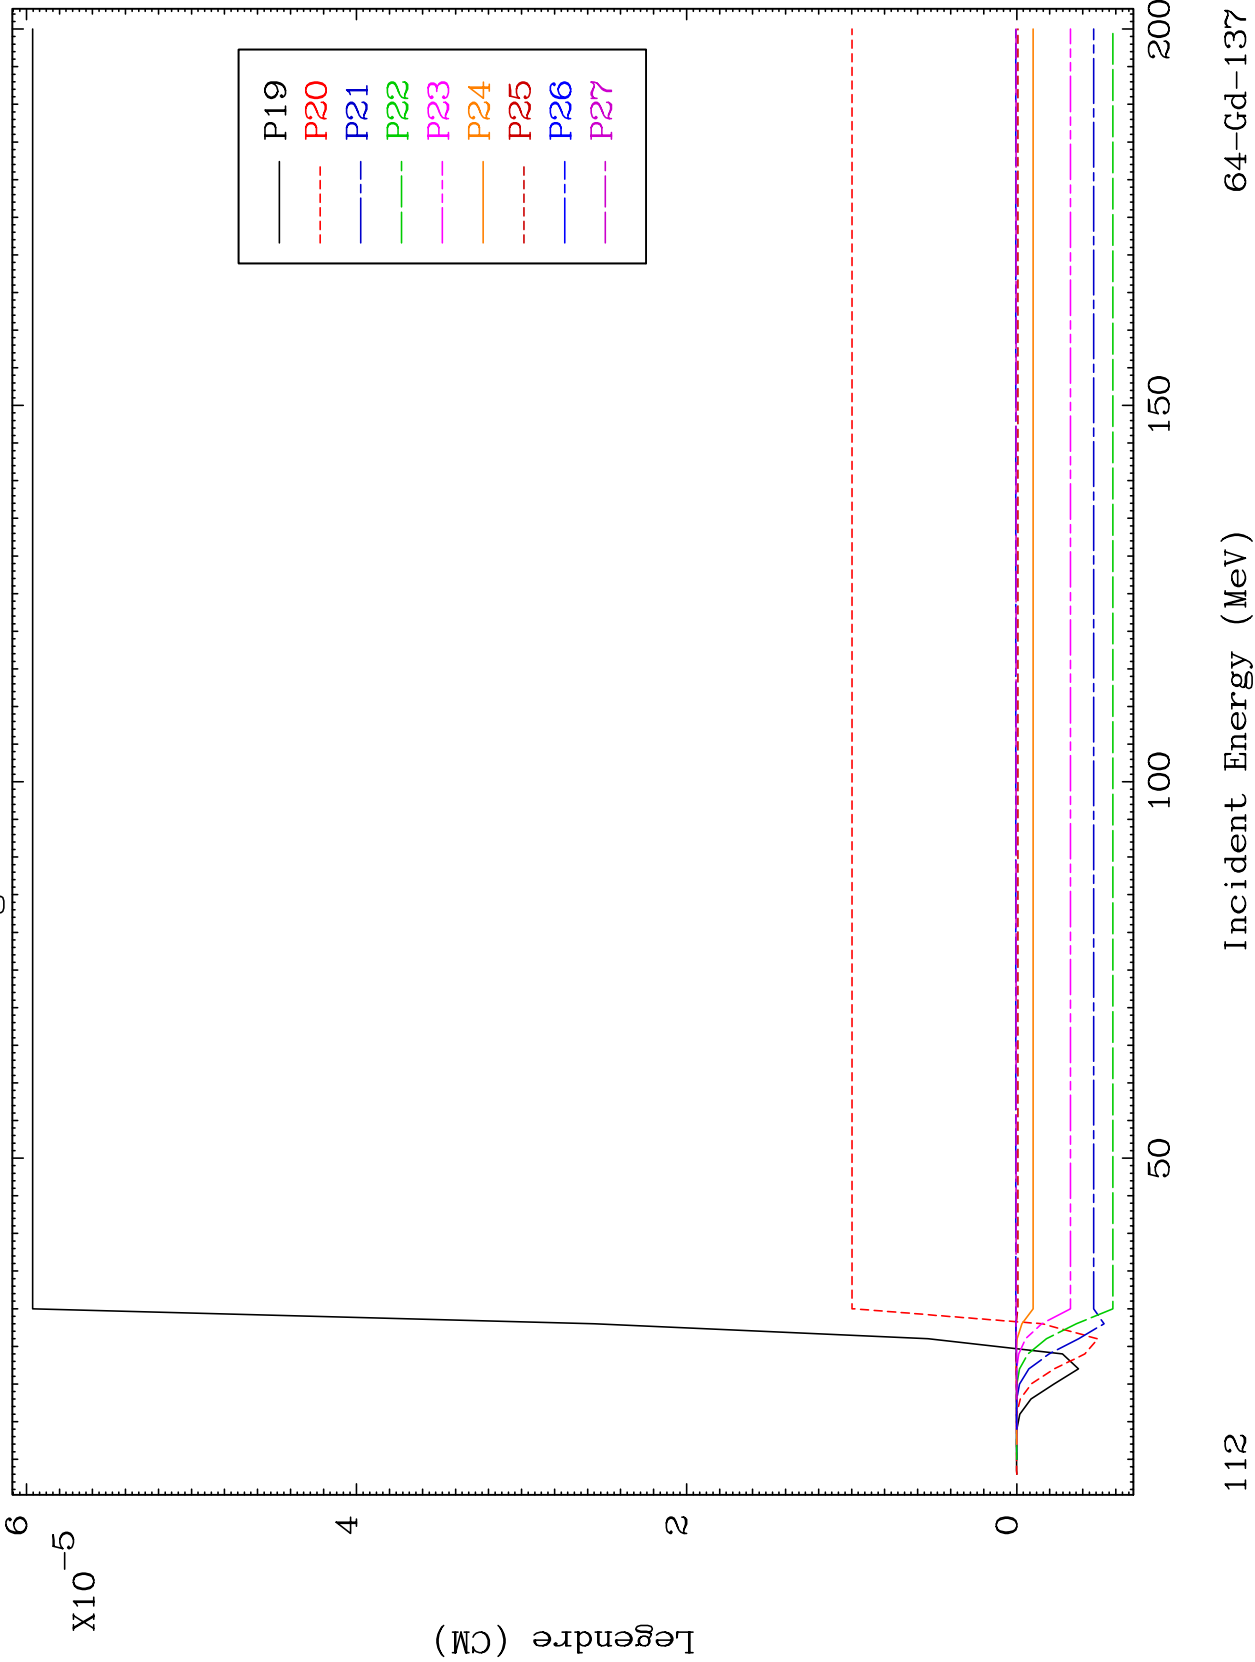 X10-5
6
4
2
0
Legendre (CM)
P19
P20
P21
P22
P23
P24
P25
P26
P27
50
100
150
200
Incident Energy (MeV)
112
64-Gd-137